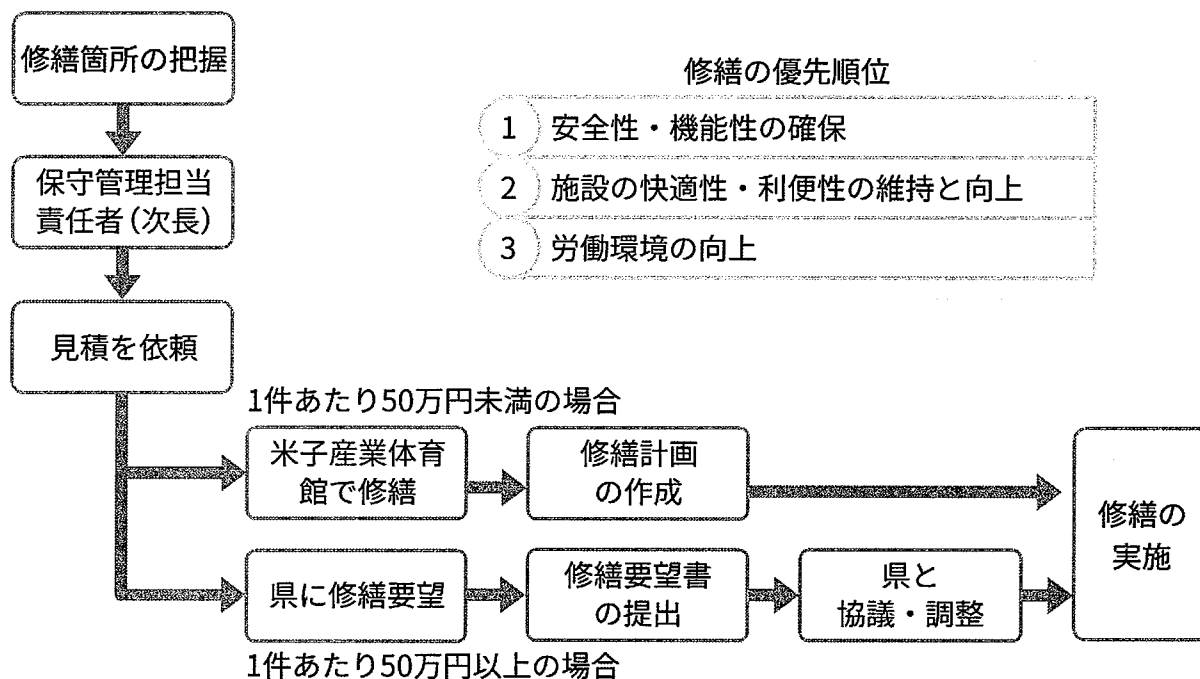 修繕箇所の把握
保守管理担当
責任者(次長)
見積を依頼
修繕の優先順位
1 安全性・機能性の確保
2 施設の快適性・利便性の維持と向上
3 労働環境の向上
1件あたり50万円未満の場合
米子産業体育
館で修繕
修繕計画
の作成
県に修繕要望
修繕要望書
の提出
県と
協議・調整
修繕の
実施
1件あたり50万円以上の場合